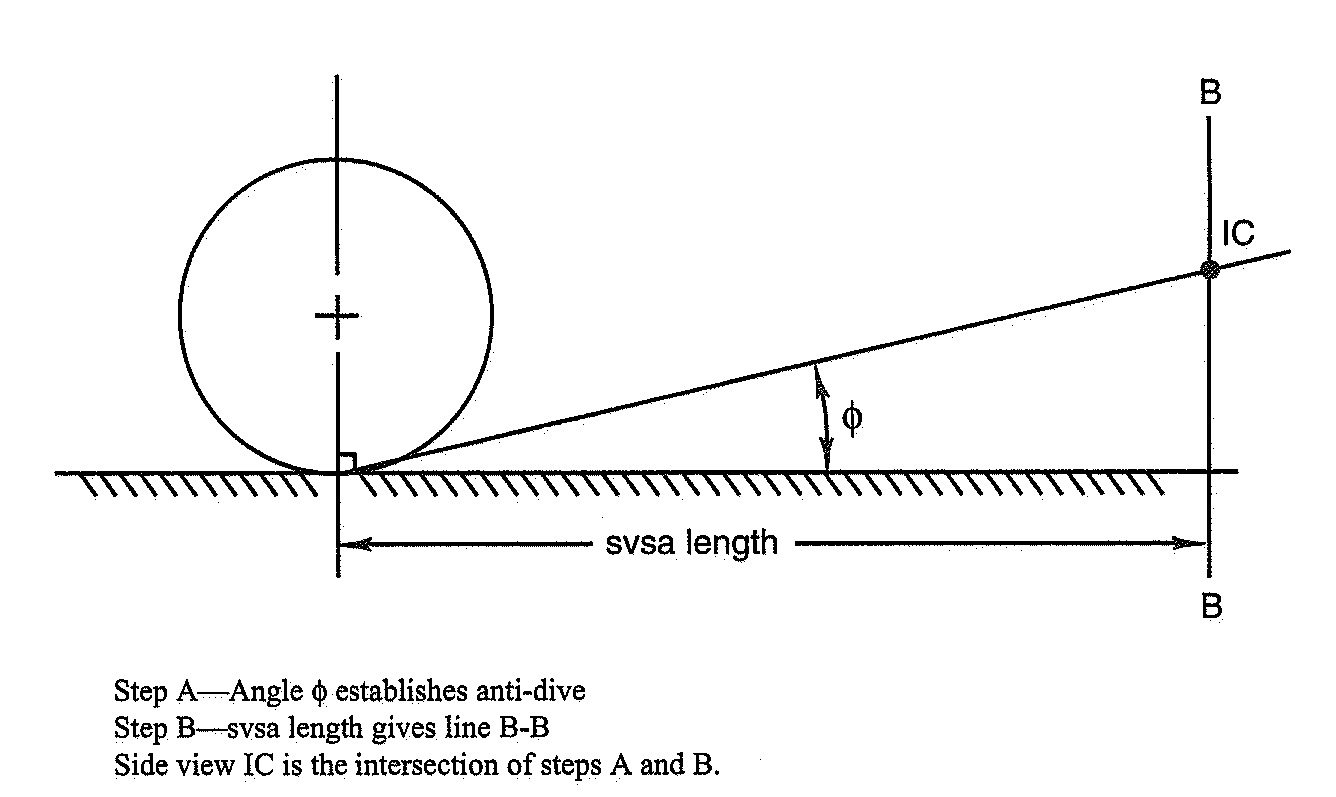 B
IC
ϕ
svsa length
B
Step A—Angle ϕ establishes anti-dive
Step B—svsa length gives line B-B
Side view IC is the intersection of steps A and B.